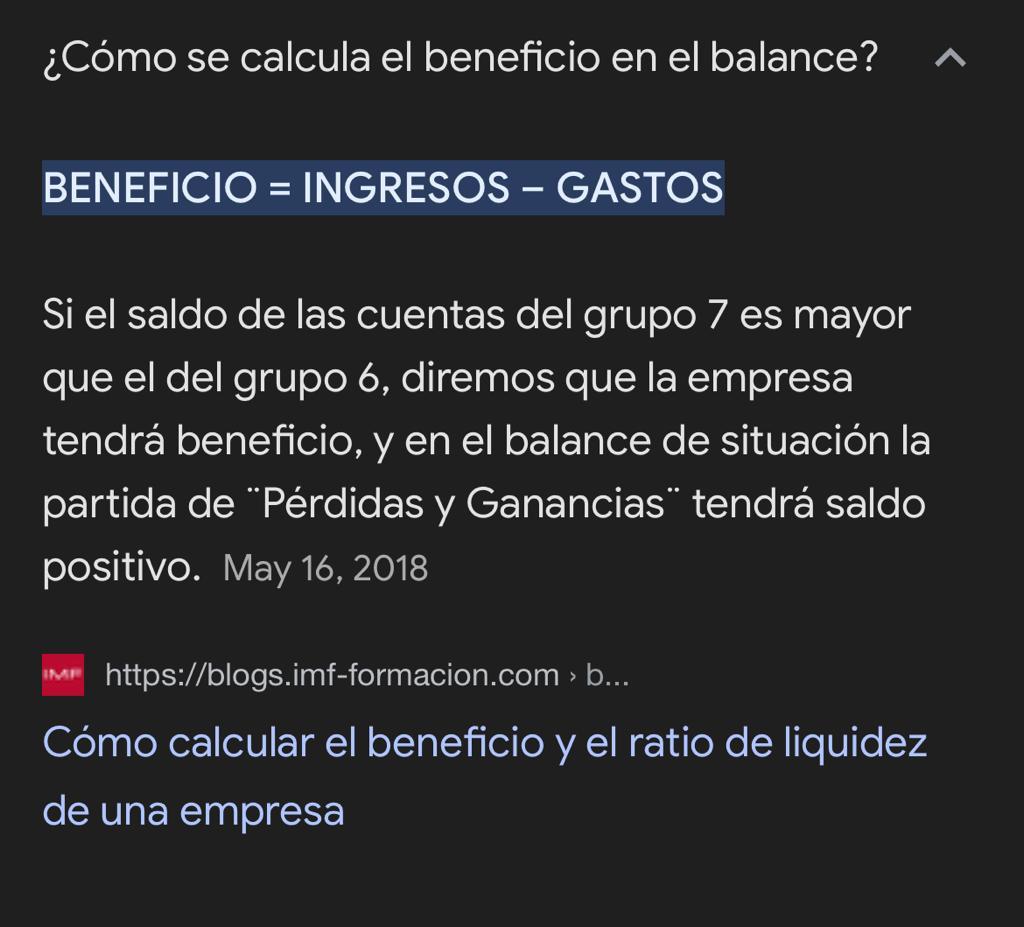 ¿Cómo se calcula el beneficio en el balance?
BENEFICIO = INGRESOS – GASTOS
Si el saldo de las cuentas del grupo 7 es mayor
que el del grupo 6, diremos que la empresa
tendrá beneficio, y en el balance de situación la
partida de ¨Pérdidas y Ganancias¨ tendrá saldo
positivo. May 16, 2018
IMF https://blogs.imf-formacion.com › b...
Cómo calcular el beneficio y el ratio de liquidez
de una empresa